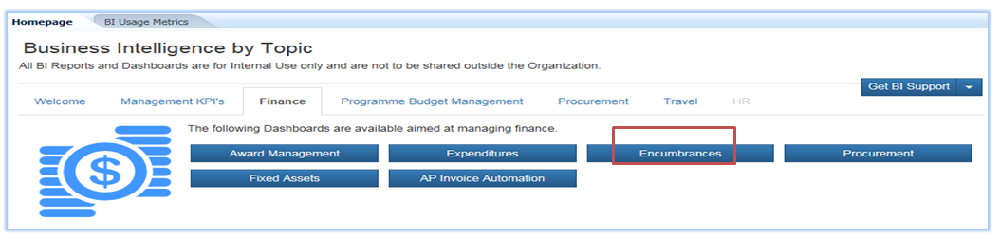 Homepage BI Usage Metrics
Business Intelligence by Topic
All BI Reports and Dashboards are for Internal Use only and are not to be shared outside the Organization.
Get BI Support
Welcome Management KPI's Finance Programme Budget Management Procurement Travel HR
The following Dashboards are available aimed at managing finance.
Award Management Expenditures Encumbrances Procurement
Fixed Assets AP Invoice Automation
$